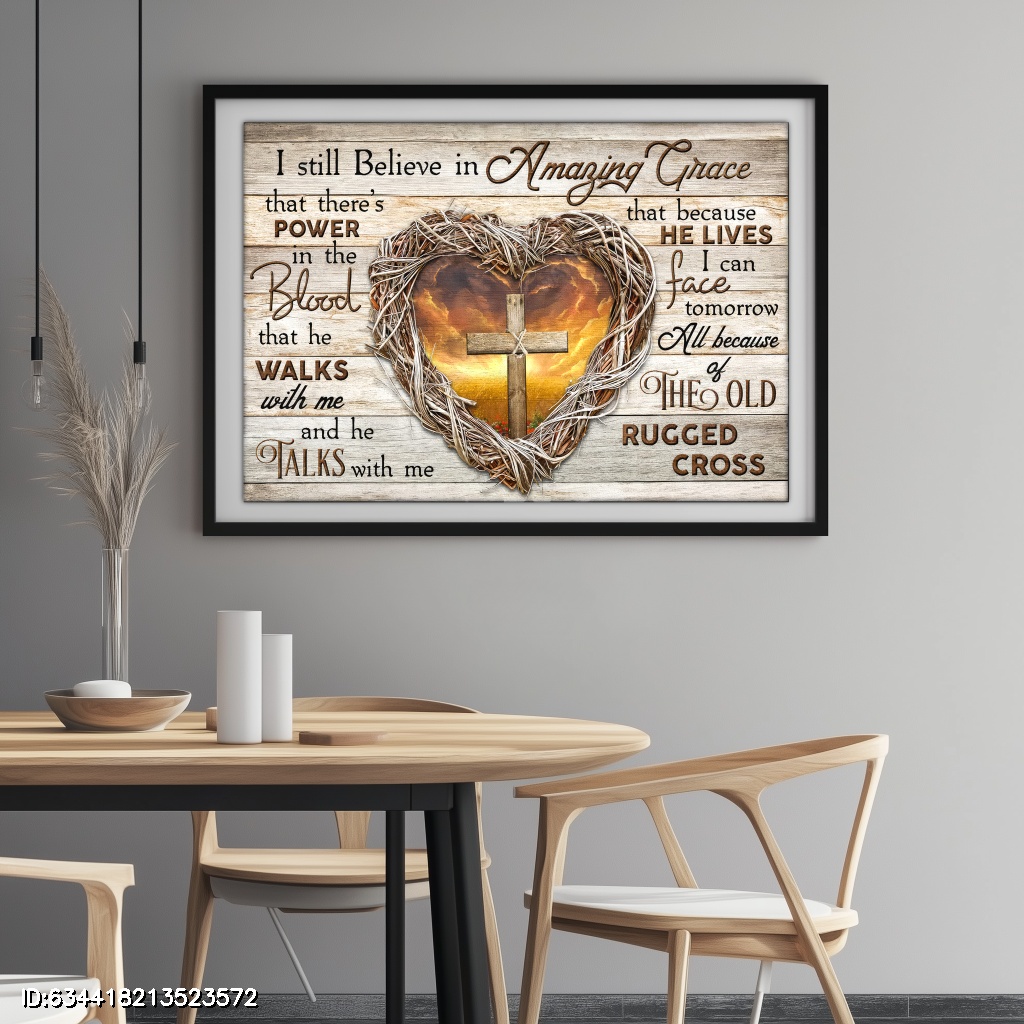 I still Believe in Amazing Grace
that there's
POWER
in the
Blood
that he
WALKS
with me
and he
TALKS with me
that because
HE LIVES
I can
face
tomorrow
All because
of
THE OLD
RUGGED
CROSS
ID:634418213523572